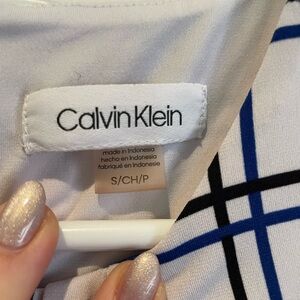 Calvin Klein
made in Indonesia
hecho en Indonesia
fabriqué en Indonésie
S/CH/P